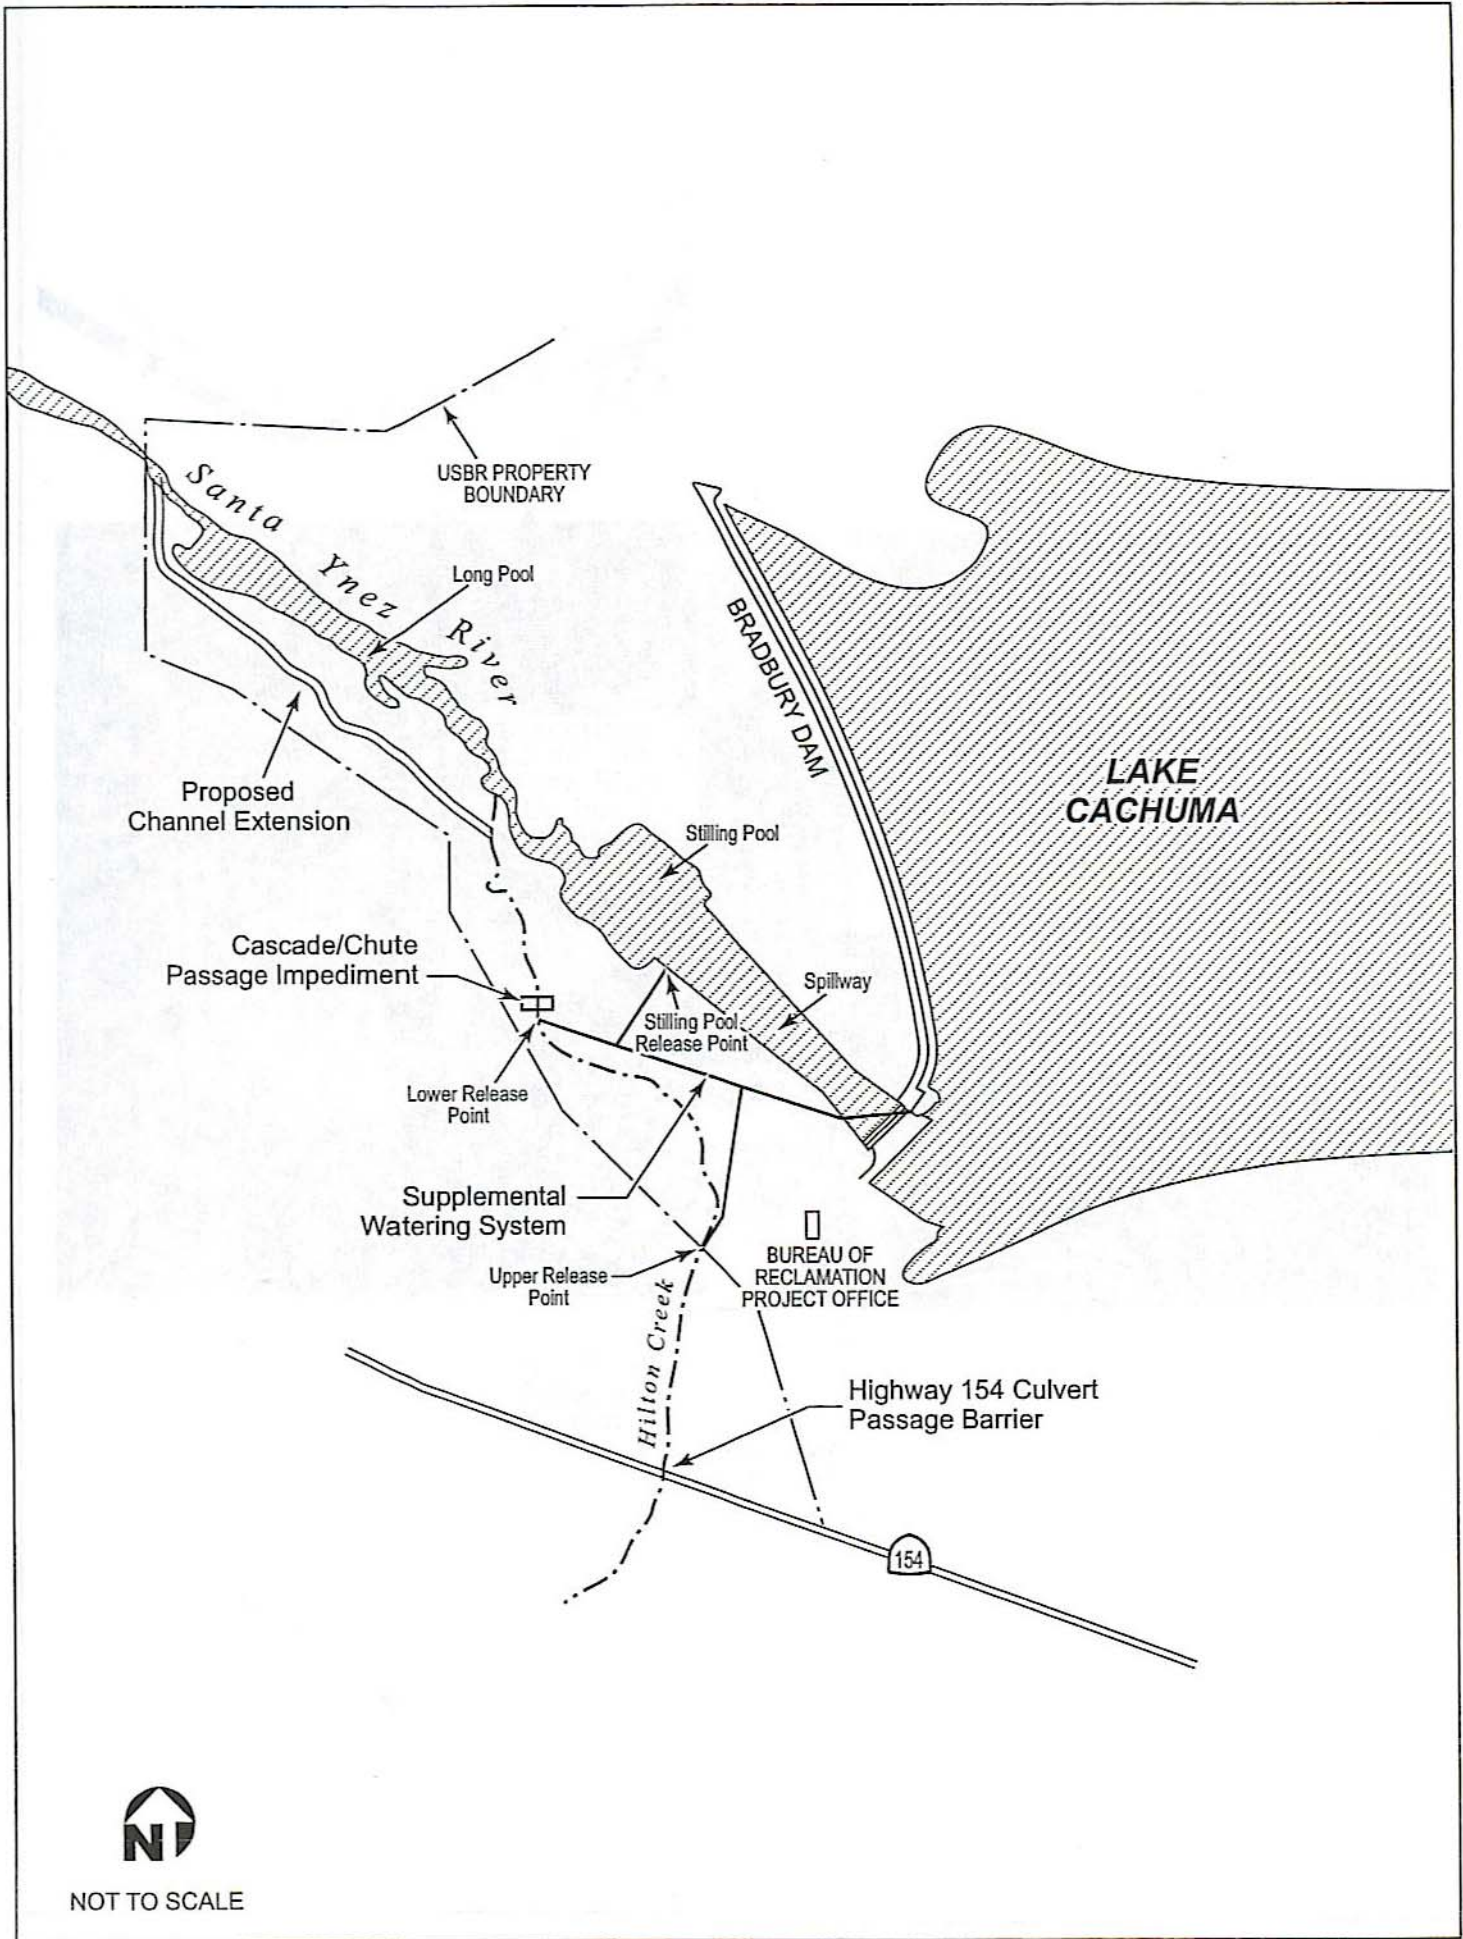 USBR PROPERTY
BOUNDARY
Santa Ynez River
Long Pool
BRADBURY DAM
LAKE
CACHUMA
Proposed
Channel Extension
Stilling Pool
Cascade/Chute
Passage Impediment
Spillway
Stilling Pool
Release Point
Lower Release
Point
Supplemental
Watering System
Upper Release
Point
BUREAU OF
RECLAMATION
PROJECT OFFICE
Hilton Creek
Highway 154 Culvert
Passage Barrier
154
N
NOT TO SCALE